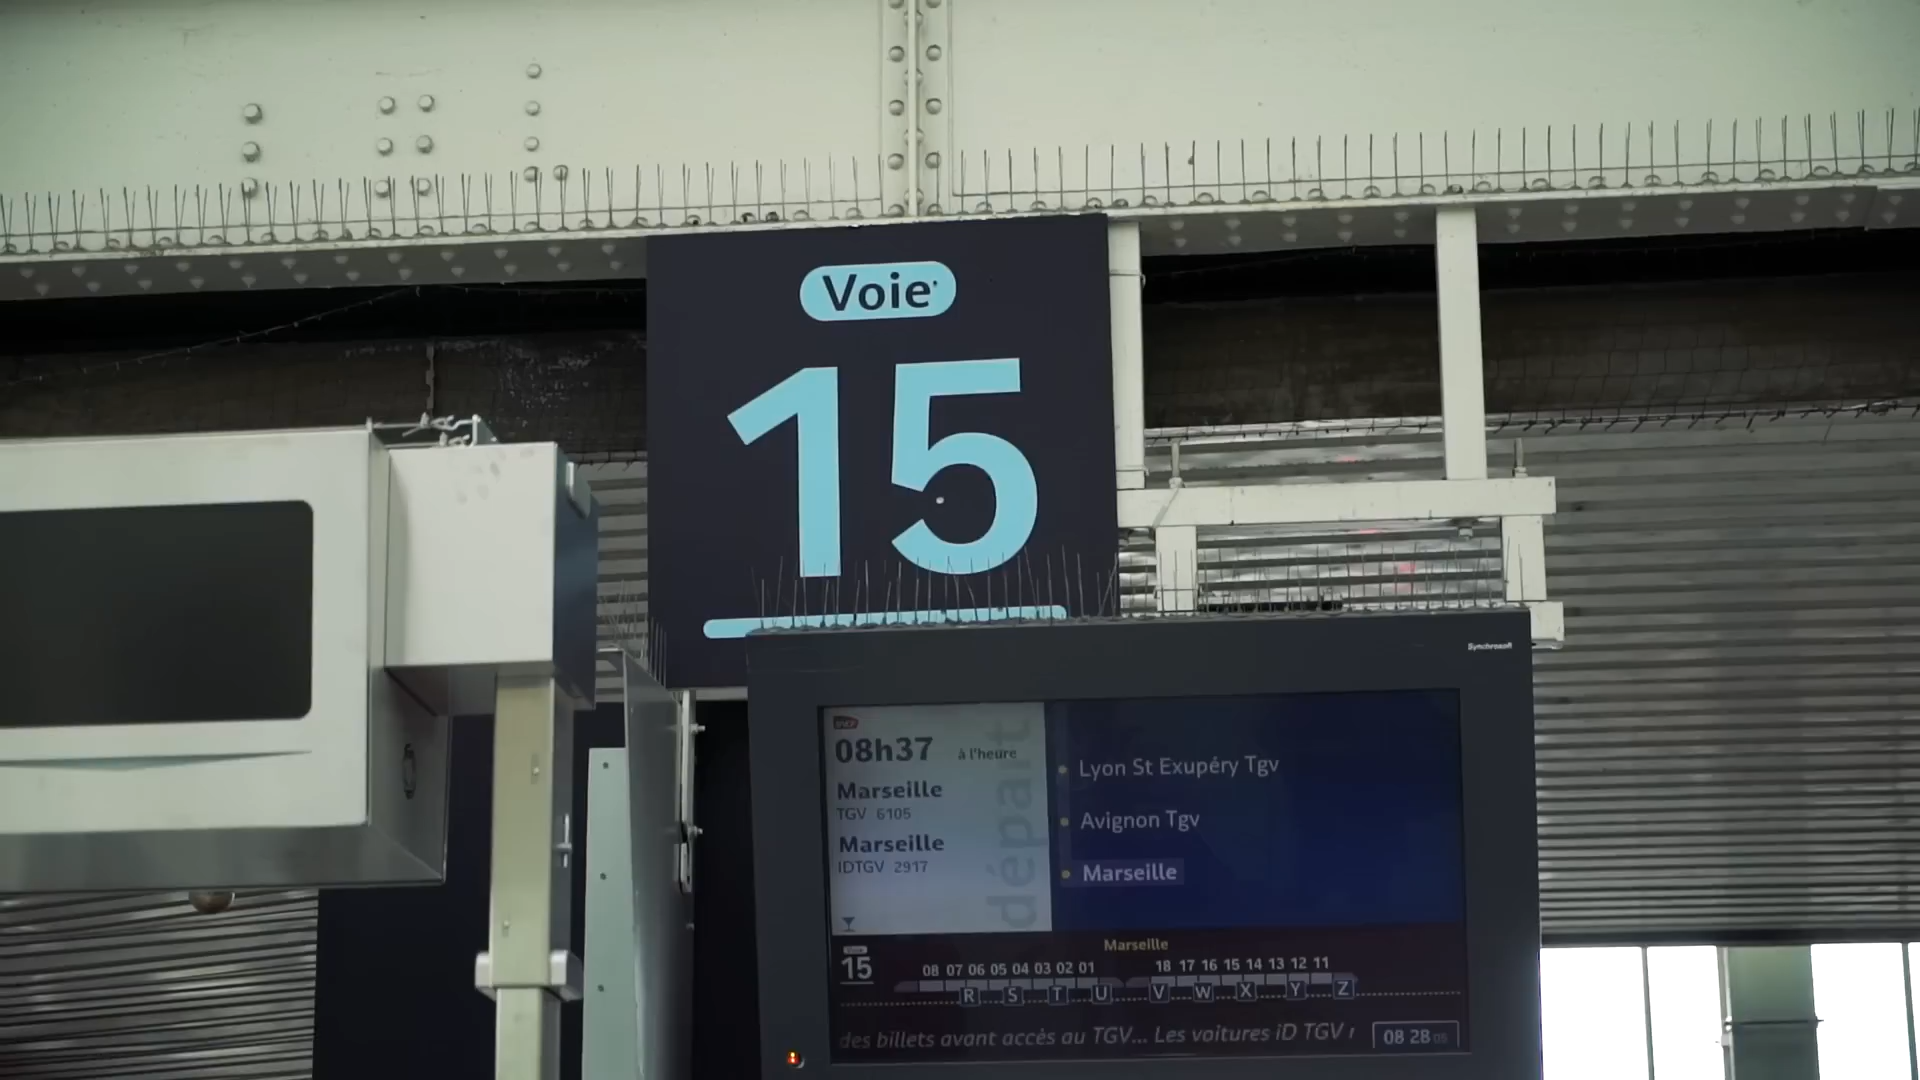 Voie
15
Synchrosoft
SNCF
08h37 à l'heure
Marseille
TGV 6105
Marseille
IDTGV 2917
départ
Lyon St Exupéry Tgv
Avignon Tgv
Marseille
Marseille
Voie
15
08 07 06 05 04 03 02 01 18 17 16 15 14 13 12 11
R S T U V W X Y Z
des billets avant accès au TGV... Les voitures iD TGV
08 28